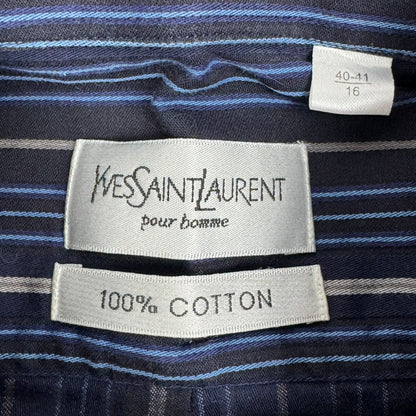 40-41
16
YVESSAINTLAURENT
pour homme
100% COTTON